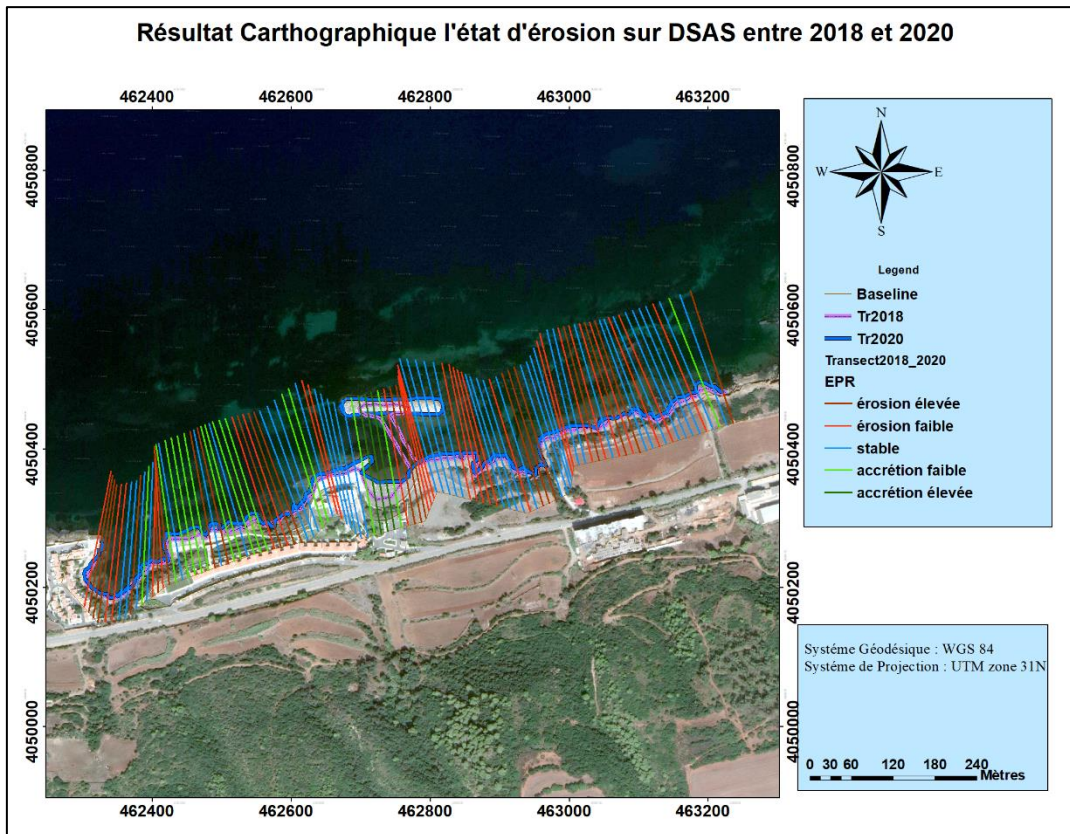 Résultat Carthographique l'état d'érosion sur DSAS entre 2018 et 2020
462400 462600 462800 463000 463200
4050800 4050800
4050600 4050600
4050400 4050400
4050200 4050200
4050000 4050000
462400 462600 462800 463000 463200
N
W E
S
Legend
Baseline
Tr2018
Tr2020
Transect2018_2020
EPR
érosion élevée
érosion faible
stable
accrétion faible
accrétion élevée
Systéme Géodésique : WGS 84
Systéme de Projection : UTM zone 31N
0 30 60 120 180 240
Mètres